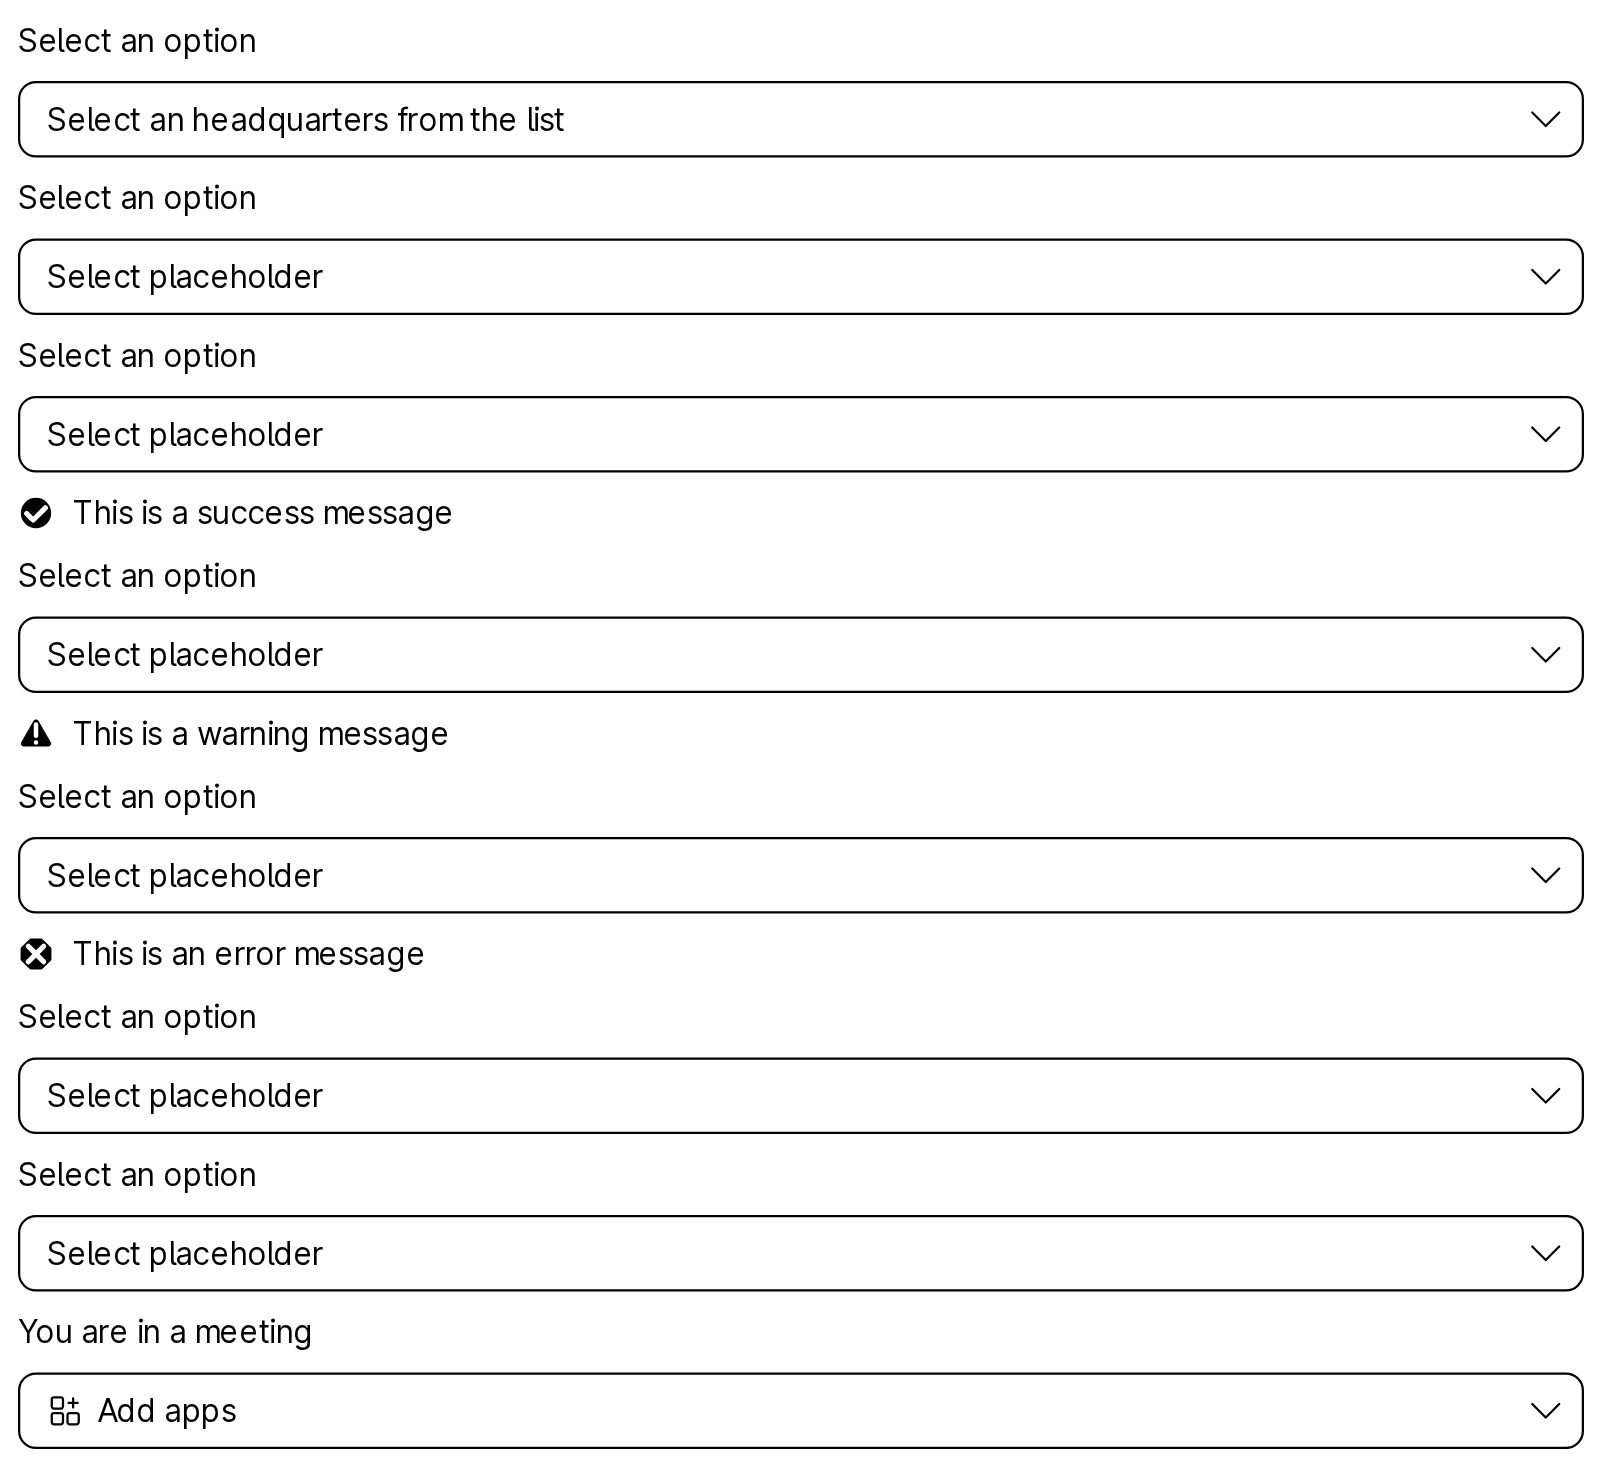 Select an option
Select an headquarters from the list
Select an option
Select placeholder
Select an option
Select placeholder
This is a success message
Select an option
Select placeholder
This is a warning message
Select an option
Select placeholder
This is an error message
Select an option
Select placeholder
Select an option
Select placeholder
You are in a meeting
Add apps